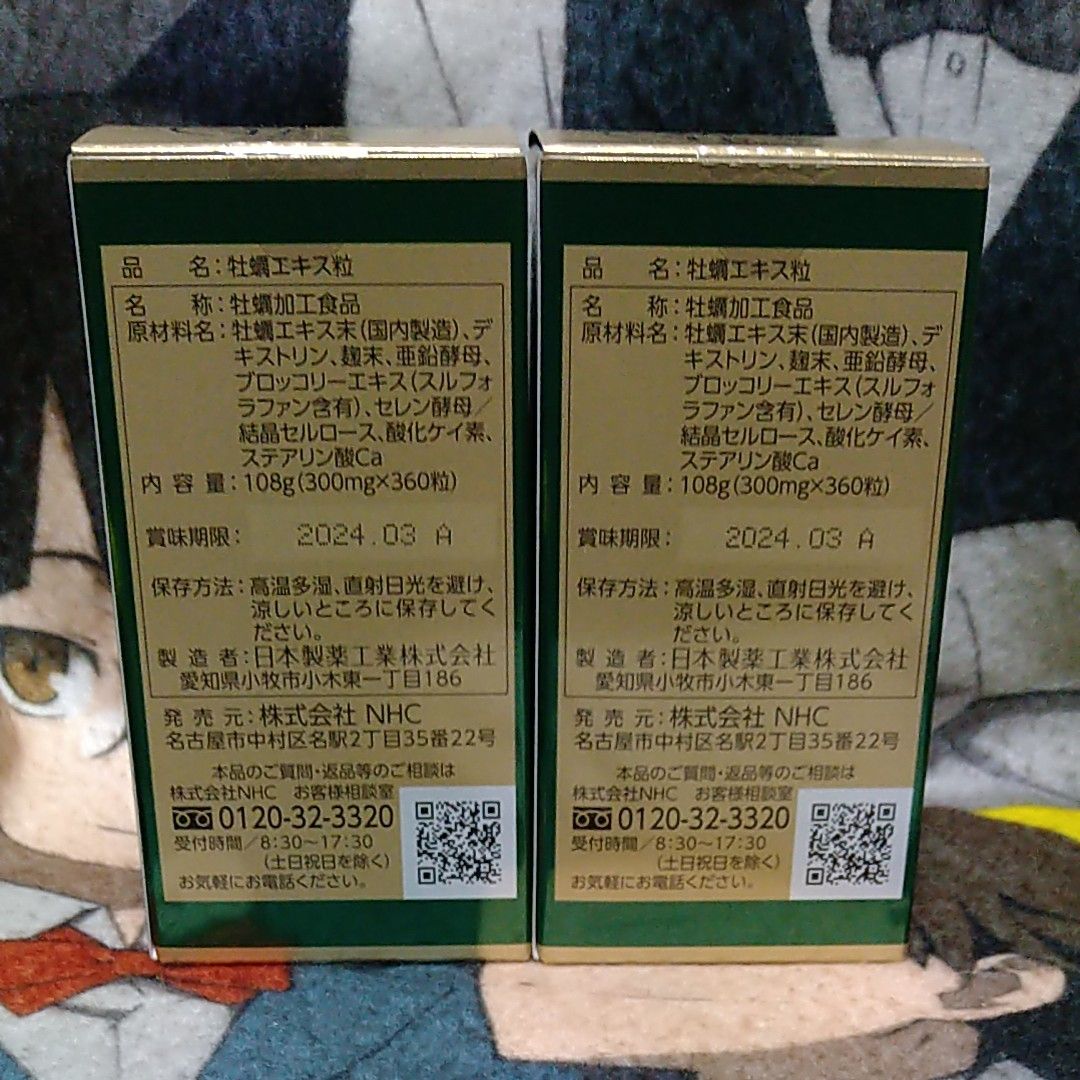 品 名:牡蠣エキス粒
名 称:牡蠣加工食品
原材料名:牡蠣エキス末(国内製造)、デ
キストリン、麹末、亜鉛酵母、
ブロッコリーエキス(スルフォ
ラファン含有)、セレン酵母/
結晶セルロース、酸化ケイ素、
ステアリン酸Ca
内容量:108g(300mg×360粒)
賞味期限: 2024.03 A
保存方法:高温多湿、直射日光を避け、
涼しいところに保存してく
ださい。
製造者:日本製薬工業株式会社
愛知県小牧市小木東一丁目186
発売元:株式会社 NHC
名古屋市中村区名駅2丁目35番22号
本品のご質問・返品等のご相談は
株式会社NHC お客様相談室
0120-32-3320
受付時間/8:30~17:30
(土日祝日を除く)
お気軽にお電話ください。
品 名:牡蠣エキス粒
名 称:牡蠣加工食品
原材料名:牡蠣エキス末(国内製造)、デ
キストリン、麹末、亜鉛酵母、
ブロッコリーエキス(スルフォ
ラファン含有)、セレン酵母/
結晶セルロース、酸化ケイ素、
ステアリン酸Ca
内容量:108g(300mg×360粒)
賞味期限: 2024.03 A
保存方法:高温多湿、直射日光を避け、
涼しいところに保存してく
ださい。
製造者:日本製薬工業株式会社
愛知県小牧市小木東一丁目186
発売元:株式会社 NHC
名古屋市中村区名駅2丁目35番22号
本品のご質問・返品等のご相談は
株式会社NHC お客様相談室
0120-32-3320
受付時間/8:30~17:30
(土日祝日を除く)
お気軽にお電話ください。